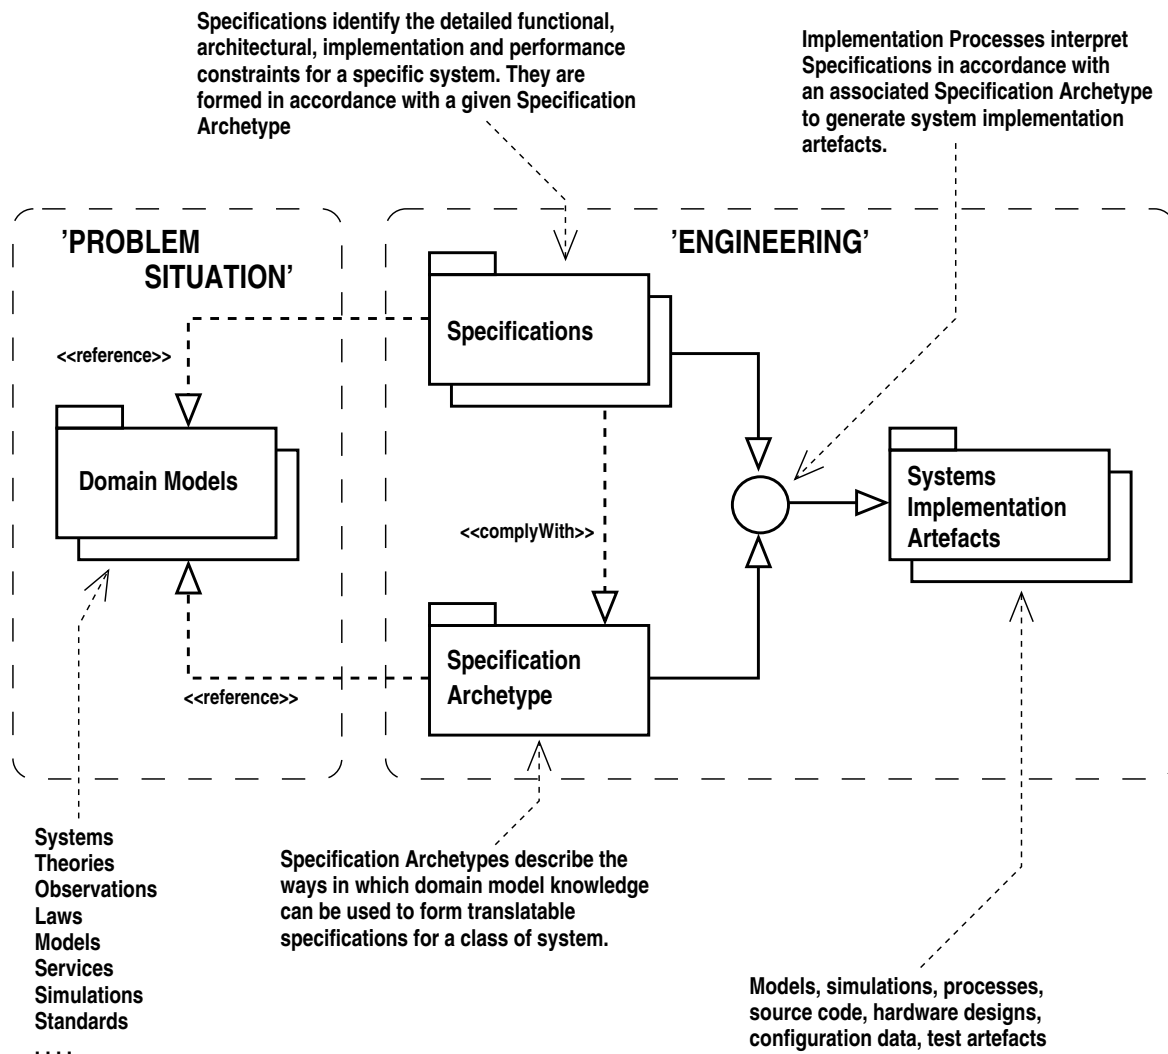 Specifications identify the detailed functional,
architectural, implementation and performance
constraints for a specific system. They are
formed in accordance with a given Specification
Archetype
Implementation Processes interpret
Specifications in accordance with
an associated Specification Archetype
to generate system implementation
artefacts.
'PROBLEM
SITUATION'
'ENGINEERING'
Specifications
<<reference>>
Domain Models
Systems
Implementation
Artefacts
<<complyWith>>
Specification
Archetype
<<reference>>
Systems
Theories
Observations
Laws
Models
Services
Simulations
Standards
. . . .
Specification Archetypes describe the
ways in which domain model knowledge
can be used to form translatable
specifications for a class of system.
Models, simulations, processes,
source code, hardware designs,
configuration data, test artefacts